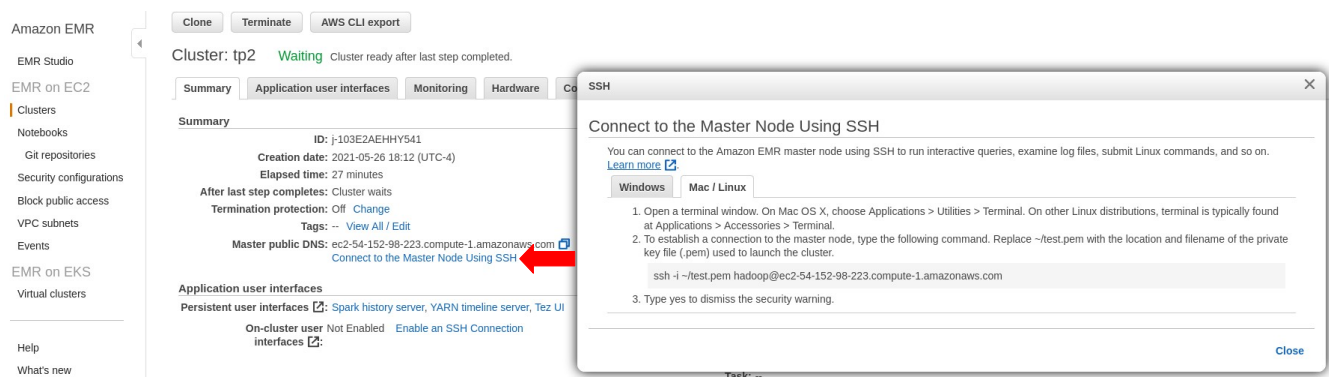 Amazon EMR
EMR Studio
EMR on EC2
Clusters
Notebooks
Git repositories
Security configurations
Block public access
VPC subnets
Events
EMR on EKS
Virtual clusters
Help
What's new
Clone Terminate AWS CLI export
Cluster: tp2 Waiting Cluster ready after last step completed.
Summary Application user interfaces Monitoring Hardware Co
Summary
ID: j-103E2AEHHY541
Creation date: 2021-05-26 18:12 (UTC-4)
Elapsed time: 27 minutes
After last step completes: Cluster waits
Termination protection: Off Change
Tags: -- View All / Edit
Master public DNS: ec2-54-152-98-223.compute-1.amazonaws.com
Connect to the Master Node Using SSH
Application user interfaces
Persistent user interfaces : Spark history server, YARN timeline server, Tez UI
On-cluster user Not Enabled Enable an SSH Connection
interfaces :
SSH
Connect to the Master Node Using SSH
You can connect to the Amazon EMR master node using SSH to run interactive queries, examine log files, submit Linux commands, and so on.
Learn more .
Windows Mac / Linux
1. Open a terminal window. On Mac OS X, choose Applications > Utilities > Terminal. On other Linux distributions, terminal is typically found
at Applications > Accessories > Terminal.
2. To establish a connection to the master node, type the following command. Replace ~/test.pem with the location and filename of the private
key file (.pem) used to launch the cluster.
ssh -i ~/test.pem hadoop@ec2-54-152-98-223.compute-1.amazonaws.com
3. Type yes to dismiss the security warning.
Close
Task: --